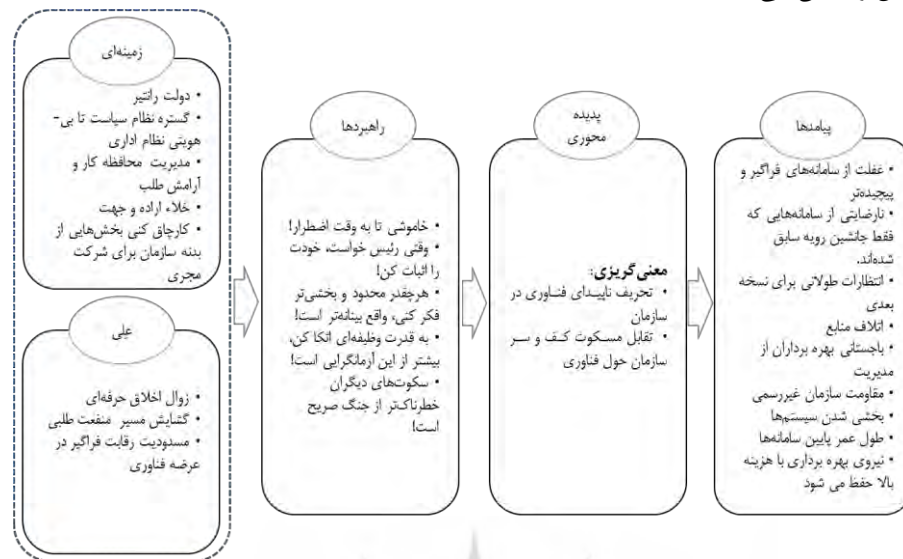 زمینه‌ای
• دولت رانتیر
• گستره نظام سیاست تا بی-
هویتی نظام اداری
• مدیریت محافظه کار و
آرامش طلب
• خلاء اراده و جهت
• کارچاق کنی بخش‌هایی از
بدنه سازمان برای شرکت
مجری
علی
• زوال اخلاق حرفه‌ای
• گشایش مسیر منفعت طلبی
• مسدودیت رقابت فراگیر در
عرضه فناوری
راهبردها
• خاموشی تا به وقت اضطرار!
• وقتی رئیس خواست، خودت
را اثبات کن!
• هرچقدر محدود و بخشی‌تر
فکر کنی، واقع بینانه‌تر است!
• به قدرت وظیفه‌ای اتکا کن،
بیشتر از این آرمانگرایی است!
• سکوت‌های دیگران
خطرناک‌تر از جنگ صریح
است!
پدیده
محوری
معنی‌گریزی:
• تحریف ناپیدای فناوری در
سازمان
• تقابل مسکوت کف و سر
سازمان حول فناوری
پیامدها
• غفلت از سامانه‌های فراگیر و
پیچیده‌تر
• نارضایتی از سامانه‌هایی که
فقط جانشین رویه سابق
شده‌اند.
• انتظارات طولانی برای نسخه
بعدی
• اتلاف منابع
• باجستانی بهره برداران از
مدیریت
• مقاومت سازمان غیررسمی
• بخشی شدن سیستم‌ها
• طول عمر پایین سامانه‌ها
• نیروی بهره برداری با هزینه
بالا حفظ می شود